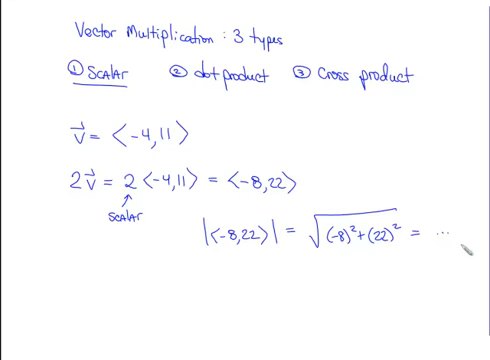 Vector Multiplication : 3 types
① SCALAR ② dot product ③ Cross product
v⃗ = ⟨-4, 11⟩
2v⃗ = 2⟨-4, 11⟩ = ⟨-8, 22⟩
↑
SCALAR
|⟨-8, 22⟩| = √((-8)² + (22)²) = ...